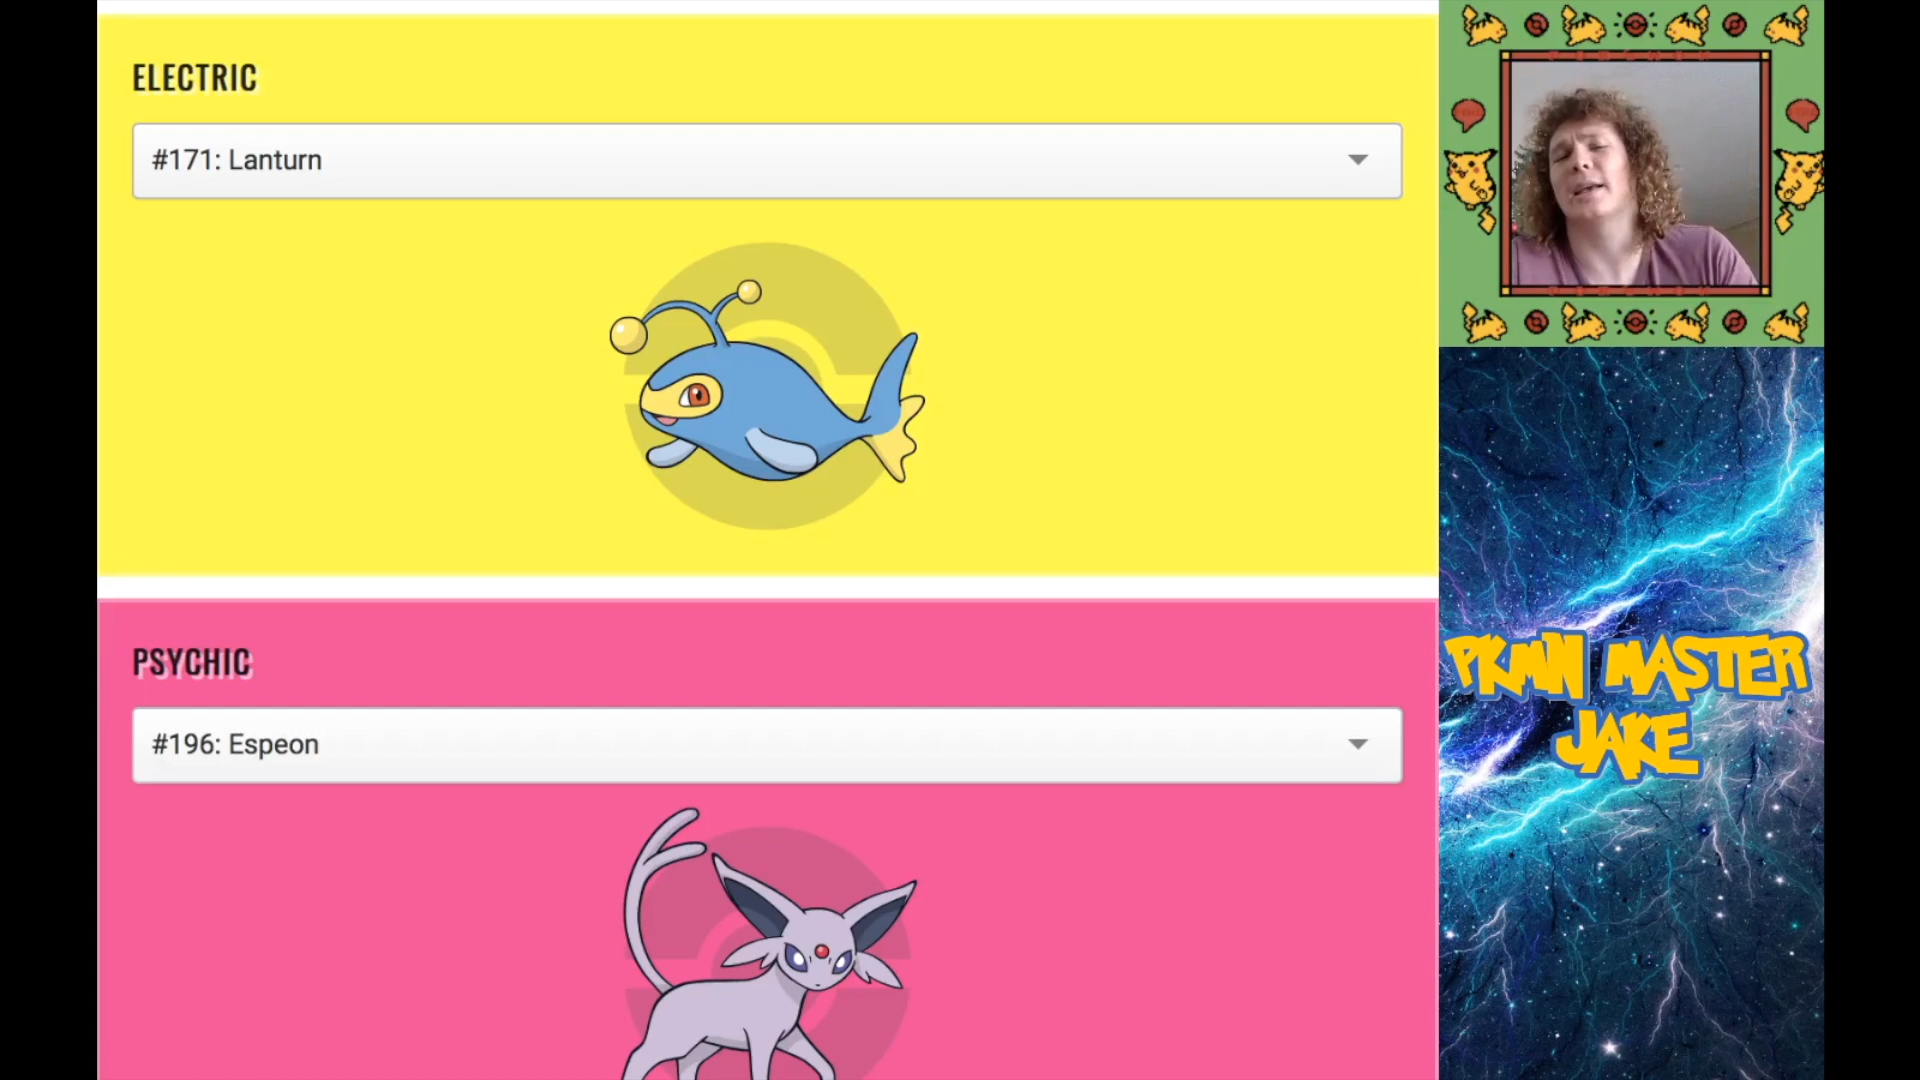 ELECTRIC
#171: Lanturn
PSYCHIC
#196: Espeon
PKMN MASTER
JAKE